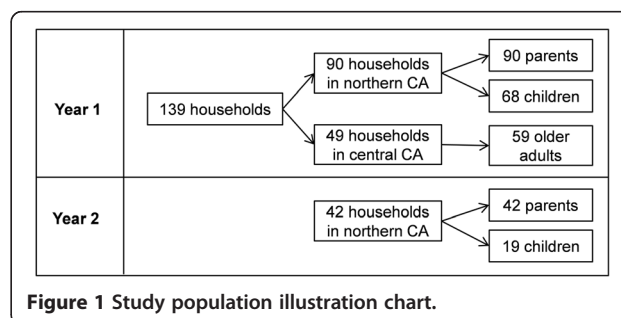 Year 1
139 households
90 households
in northern CA
49 households
in central CA
90 parents
68 children
59 older
adults
Year 2
42 households
in northern CA
42 parents
19 children
Figure 1 Study population illustration chart.